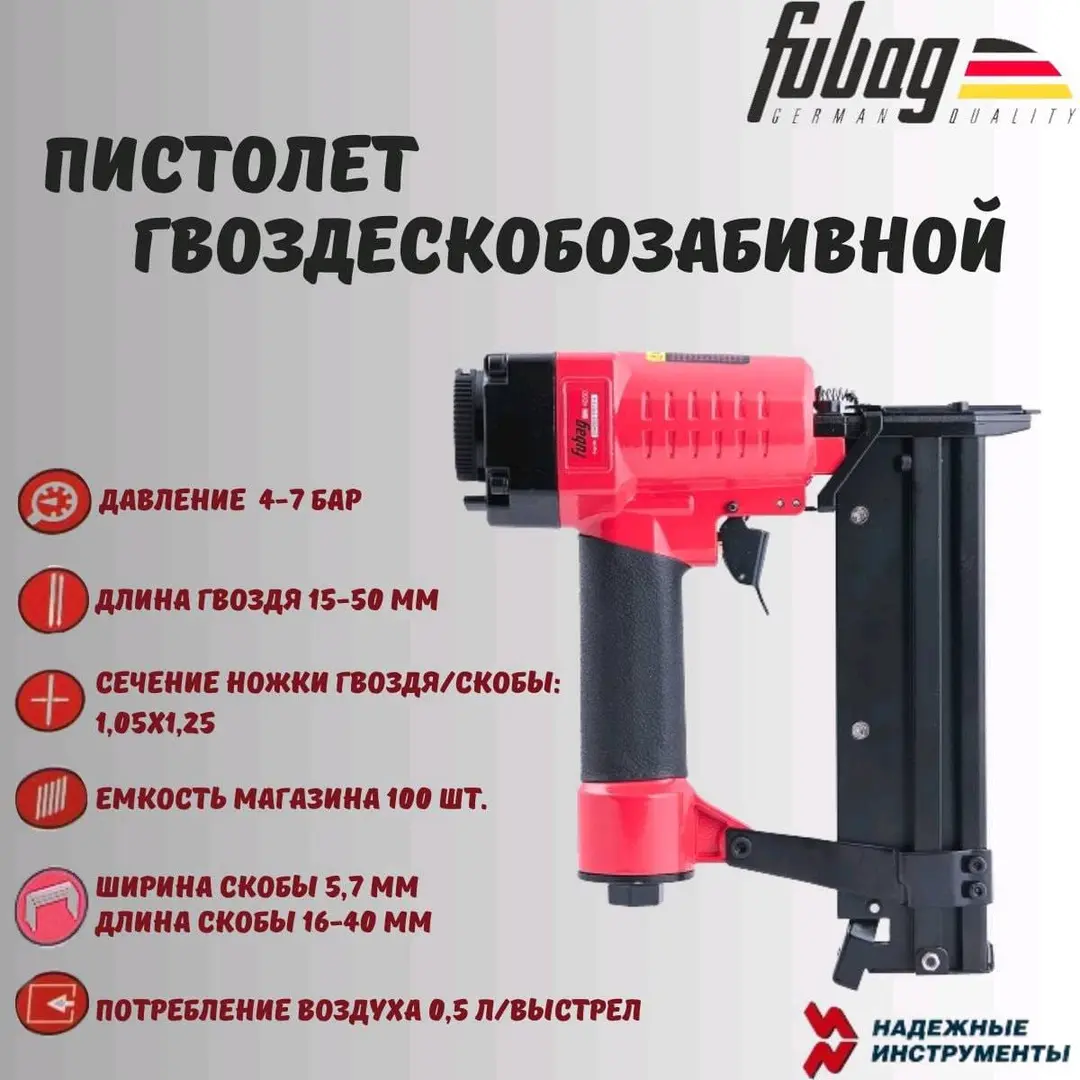 fubag
GERMAN QUALITY
ПИСТОЛЕТ
ГВОЗДЕСКОБОЗАБИВНОЙ
fubag
ДАВЛЕНИЕ 4-7 БАР
ДЛИНА ГВОЗДЯ 15-50 ММ
СЕЧЕНИЕ НОЖКИ ГВОЗДЯ/СКОБЫ:
1,05X1,25
ЕМКОСТЬ МАГАЗИНА 100 ШТ.
ШИРИНА СКОБЫ 5,7 ММ
ДЛИНА СКОБЫ 16-40 ММ
ПОТРЕБЛЕНИЕ ВОЗДУХА 0,5 Л/ВЫСТРЕЛ
НАДЕЖНЫЕ
ИНСТРУМЕНТЫ